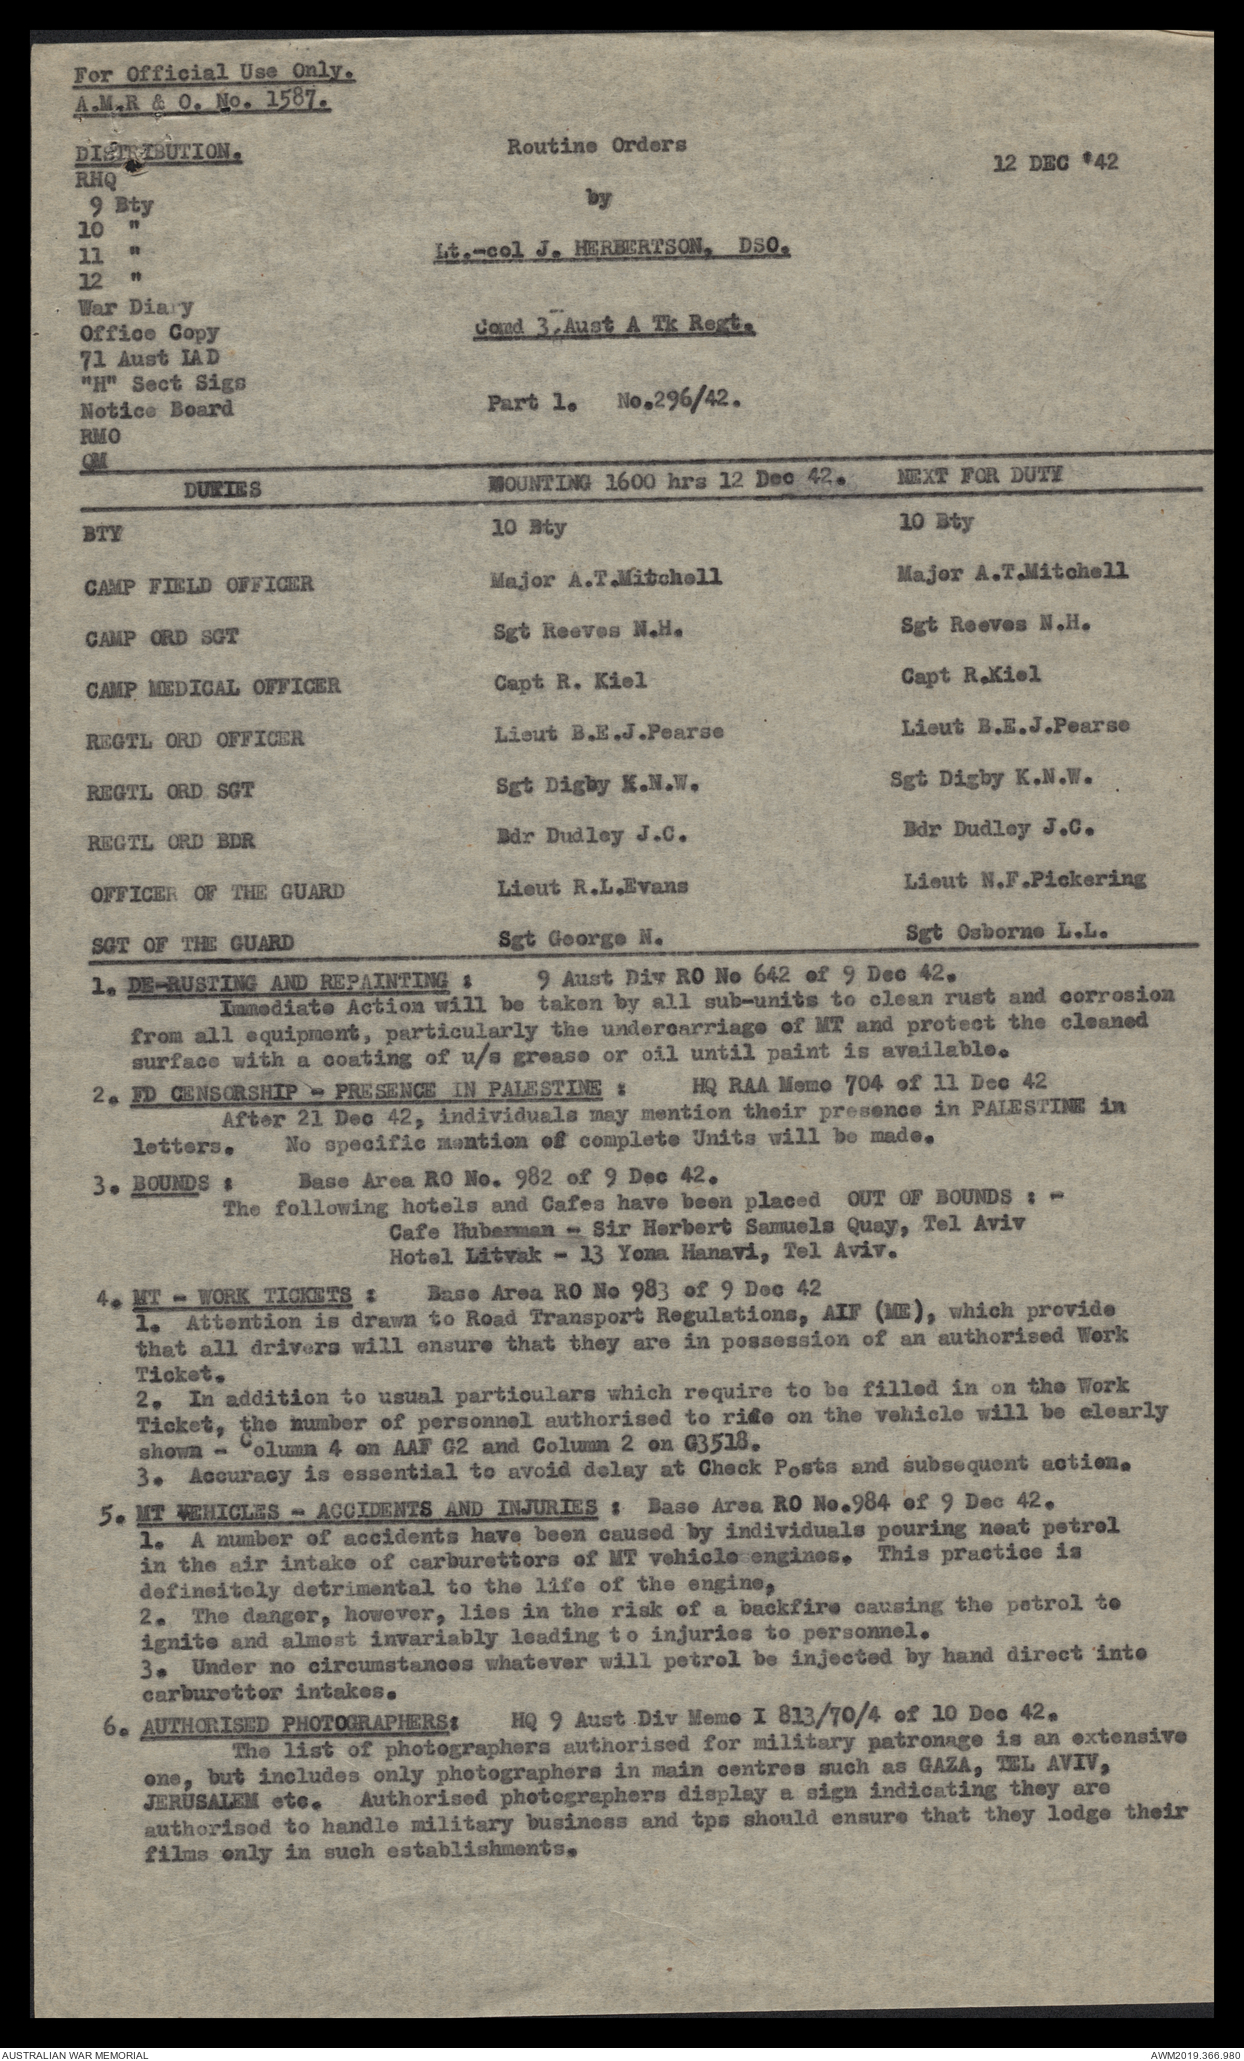 For Official Use Only.
A.M.R & O. No. 1587.
DISTRIBUTION.
RHQ
9 Bty
10 "
11 "
12 "
War Diary
Office Copy
71 Aust IAD
"H" Sect Sigs
Notice Board
RMO
QM
Routine Orders
by
Lt.-col J. HERBERTSON, DSO.
Comd 3, Aust A Tk Regt.
Part 1. No.296/42.
12 DEC '42
DUTIES MOUNTING 1600 hrs 12 Dec 42. NEXT FOR DUTY
BTY 10 Bty 10 Bty
CAMP FIELD OFFICER Major A.T.Mitchell Major A.T.Mitchell
CAMP ORD SGT Sgt Reeves N.H. Sgt Reeves N.H.
CAMP MEDICAL OFFICER Capt R. Kiel Capt R.Kiel
REGTL ORD OFFICER Lieut B.E.J.Pearse Lieut B.E.J.Pearse
REGTL ORD SGT Sgt Digby K.N.W. Sgt Digby K.N.W.
REGTL ORD BDR Bdr Dudley J.C. Bdr Dudley J.C.
OFFICER OF THE GUARD Lieut R.L.Evans Lieut N.F.Pickering
SGT OF THE GUARD Sgt George N. Sgt Osborne L.L.
1. DE-RUSTING AND REPAINTING : 9 Aust Div RO No 642 of 9 Dec 42.
Immediate Action will be taken by all sub-units to clean rust and corrosion
from all equipment, particularly the undercarriage of MT and protect the cleaned
surface with a coating of u/s grease or oil until paint is available.
2. FD CENSORSHIP - PRESENCE IN PALESTINE : HQ RAA Memo 704 of 11 Dec 42
After 21 Dec 42, individuals may mention their presence in PALESTINE in
letters. No specific mention of complete Units will be made.
3. BOUNDS : Base Area RO No. 982 of 9 Dec 42.
The following hotels and Cafes have been placed OUT OF BOUNDS : -
Cafe Huberman - Sir Herbert Samuels Quay, Tel Aviv
Hotel Litvak - 13 Yona Hanavi, Tel Aviv.
4. MT - WORK TICKETS : Base Area RO No 983 of 9 Dec 42
1. Attention is drawn to Road Transport Regulations, AIF (ME), which provide
that all drivers will ensure that they are in possession of an authorised Work
Ticket.
2. In addition to usual particulars which require to be filled in on the Work
Ticket, the number of personnel authorised to ride on the vehicle will be clearly
shown - Column 4 on AAF G2 and Column 2 on G3518.
3. Accuracy is essential to avoid delay at Check Posts and subsequent action.
5. MT VEHICLES - ACCIDENTS AND INJURIES : Base Area RO No.984 of 9 Dec 42.
1. A number of accidents have been caused by individuals pouring neat petrol
in the air intake of carburettors of MT vehicle engines. This practice is
definsitely detrimental to the life of the engine,
2. The danger, however, lies in the risk of a backfire causing the petrol to
ignite and almost invariably leading to injuries to personnel.
3. Under no circumstances whatever will petrol be injected by hand direct into
carburettor intakes.
6. AUTHORISED PHOTOGRAPHERS: HQ 9 Aust Div Memo I 813/70/4 of 10 Dec 42.
The list of photographers authorised for military patronage is an extensive
one, but includes only photographers in main centres such as GAZA, TEL AVIV,
JERUSALEM etc. Authorised photographers display a sign indicating they are
authorised to handle military business and tps should ensure that they lodge their
films only in such establishments.
AUSTRALIAN WAR MEMORIAL
AWM2019.366.980